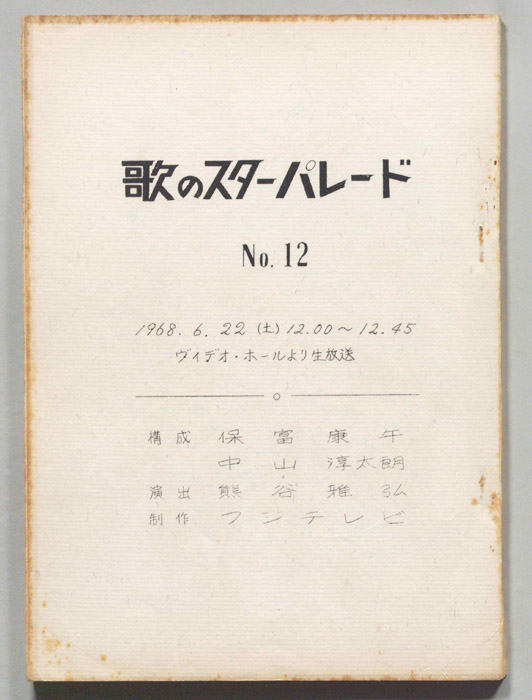 歌のスターパレード
No. 12
1968. 6. 22 (土) 12.00〜12.45
ヴィデオ・ホールより生放送
構成 保富康午
中山淳太朗
演出 熊谷雅弘
制作 フジテレビ